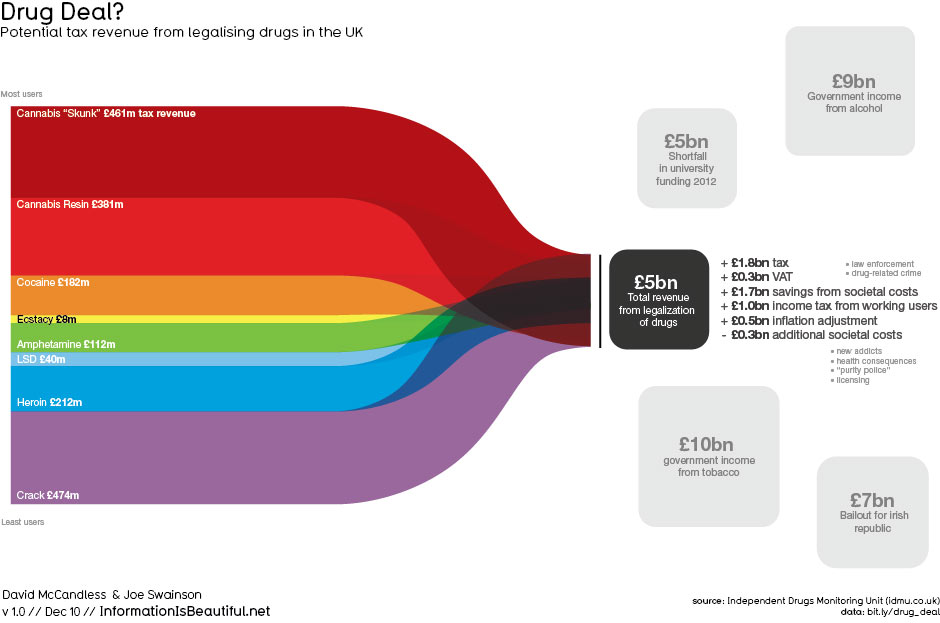 Drug Deal?
Potential tax revenue from legalising drugs in the UK
Most users
Cannabis “Skunk” £461m tax revenue
Cannabis Resin £381m
Cocaine £182m
Ecstacy £8m
Amphetamine £112m
LSD £40m
Heroin £212m
Crack £474m
Least users
£9bn
Government income
from alcohol
£5bn
Shortfall
in university
funding 2012
£5bn
Total revenue
from legalization
of drugs
+ £1.8bn tax
+ £0.3bn VAT
+ £1.7bn savings from societal costs
+ £1.0bn income tax from working users
+ £0.5bn inflation adjustment
- £0.3bn additional societal costs
• law enforcement
• drug-related crime
• new addicts
• health consequences
• “purity police”
• licensing
£10bn
government income
from tobacco
£7bn
Bailout for irish
republic
David McCandless & Joe Swainson
v 1.0 // Dec 10 // InformationIsBeautiful.net
source: Independent Drugs Monitoring Unit (idmu.co.uk)
data: bit.ly/drug_deal